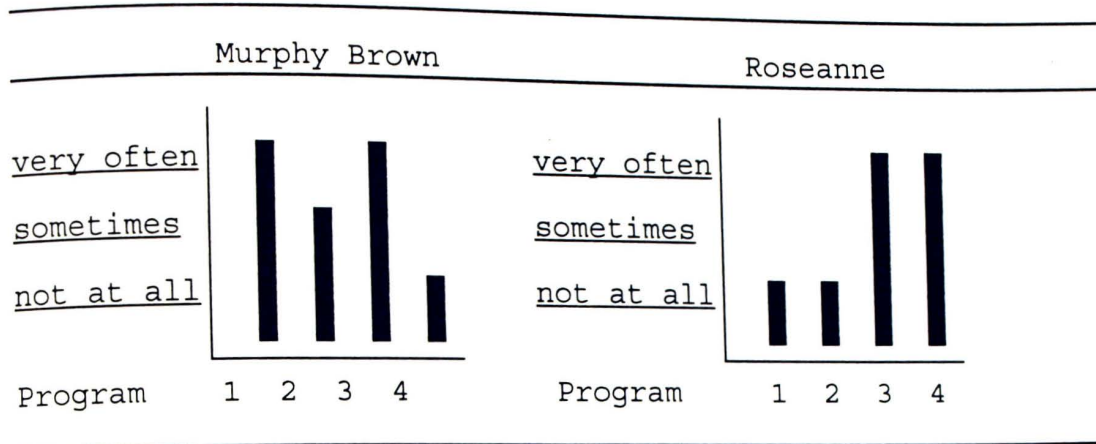 Murphy Brown
Roseanne
very often
sometimes
not at all
Program 1 2 3 4
very often
sometimes
not at all
Program 1 2 3 4